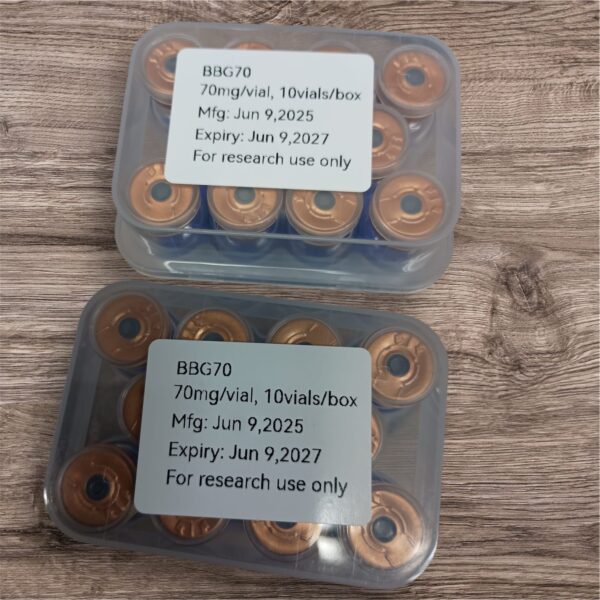 BBG70
70mg/vial, 10vials/box
Mfg: Jun 9,2025
Expiry: Jun 9,2027
For research use only
BBG70
70mg/vial, 10vials/box
Mfg: Jun 9,2025
Expiry: Jun 9,2027
For research use only